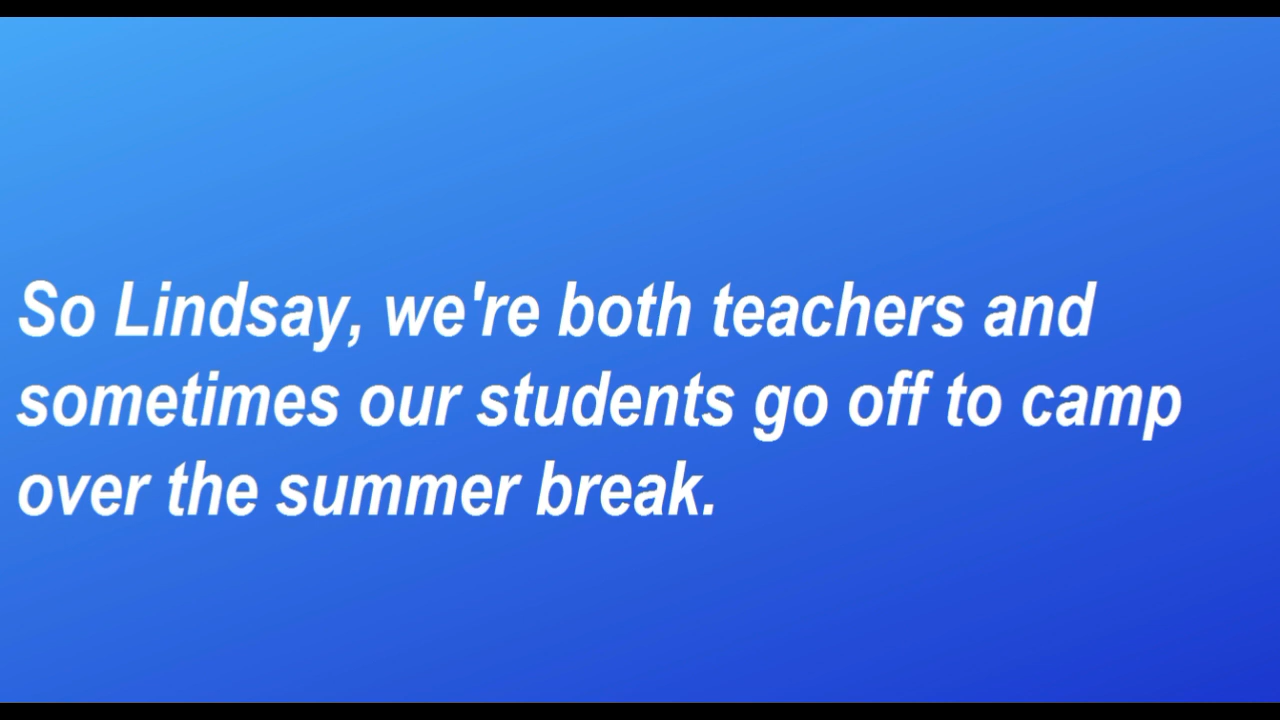 So Lindsay, we're both teachers and
sometimes our students go off to camp
over the summer break.